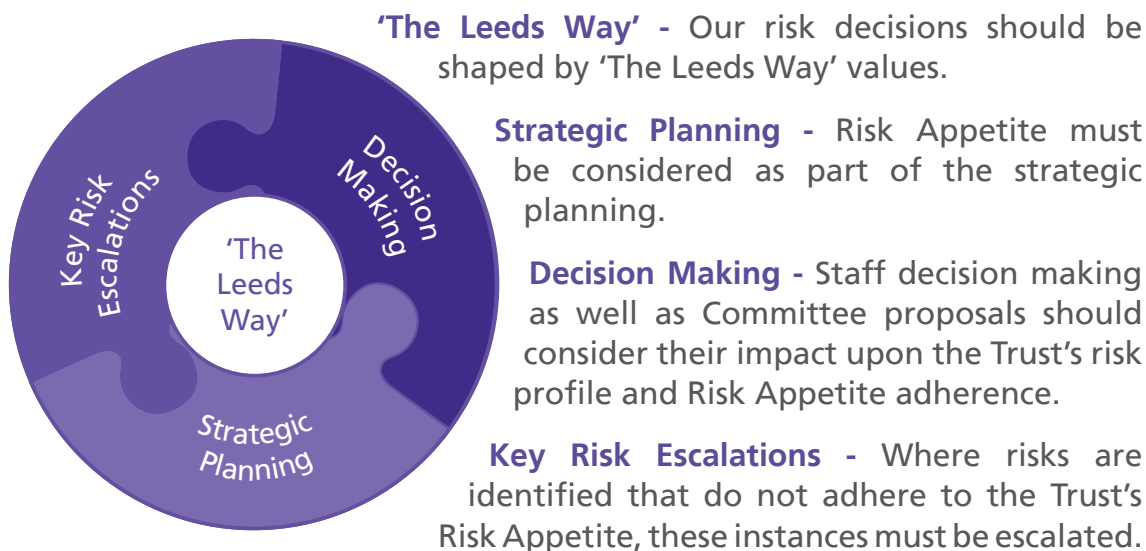 Key Risk
Escalations
Decision
Making
'The
Leeds
Way'
Strategic
Planning
'The Leeds Way' - Our risk decisions should be
shaped by 'The Leeds Way' values.
Strategic Planning - Risk Appetite must
be considered as part of the strategic
planning.
Decision Making - Staff decision making
as well as Committee proposals should
consider their impact upon the Trust's risk
profile and Risk Appetite adherence.
Key Risk Escalations - Where risks are
identified that do not adhere to the Trust's
Risk Appetite, these instances must be escalated.